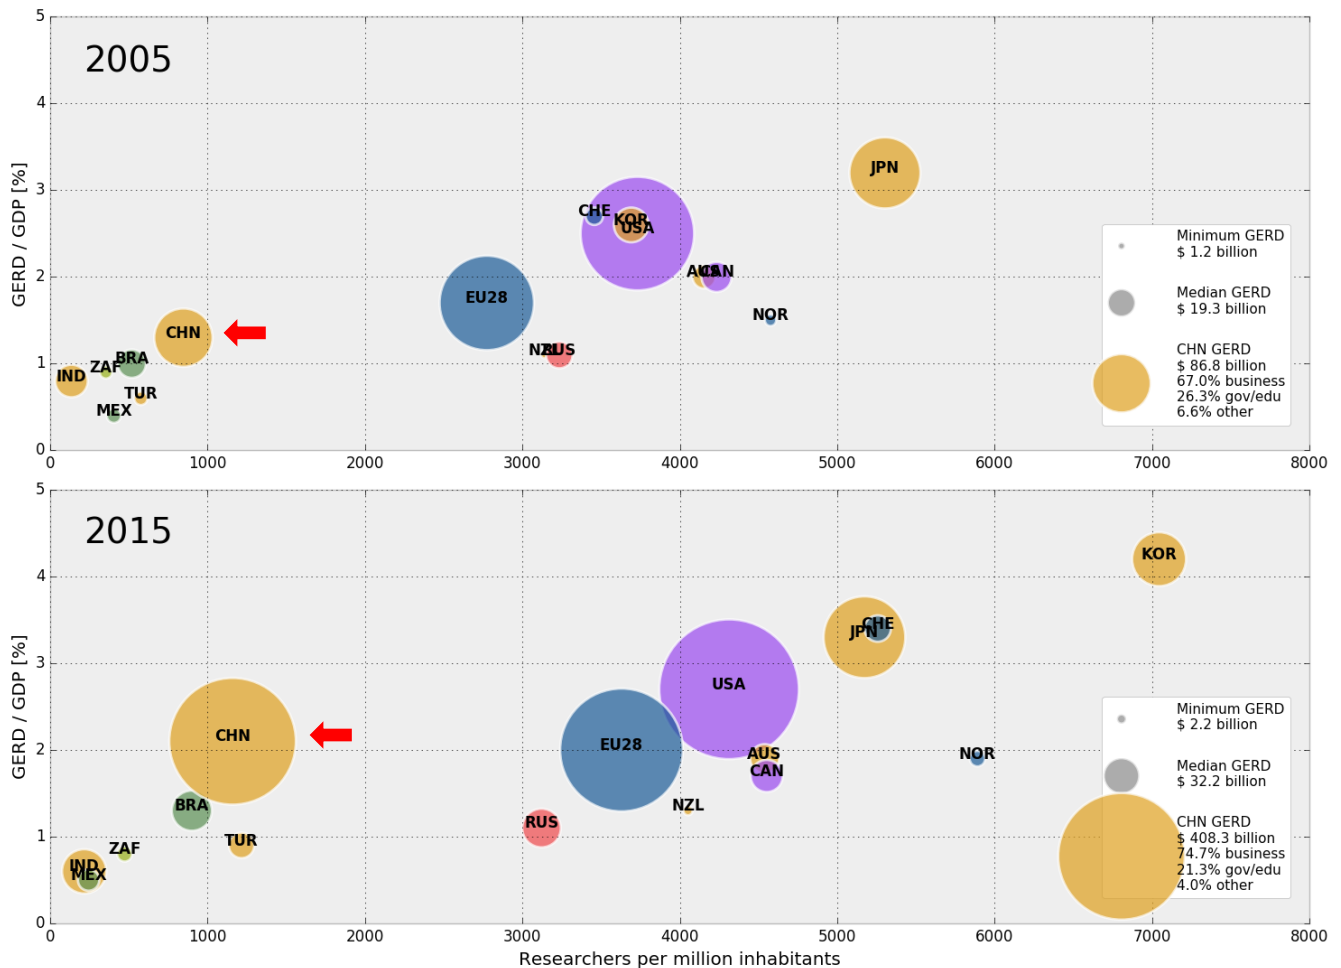 5
2005
4
GERD / GDP [%]
3
2
1
0
JPN
CHE
KOR
USA
AUS
CAN
EU28
NOR
NZL
RUS
CHN
BRA
ZAF
IND
TUR
MEX
Minimum GERD
$ 1.2 billion
Median GERD
$ 19.3 billion
CHN GERD
$ 86.8 billion
67.0% business
26.3% gov/edu
6.6% other
0 1000 2000 3000 4000 5000 6000 7000 8000
5
2015
4
GERD / GDP [%]
3
2
1
0
KOR
CHE
JPN
USA
CHN
EU28
AUS
NOR
CAN
BRA
NZL
RUS
TUR
ZAF
IND
MEX
Minimum GERD
$ 2.2 billion
Median GERD
$ 32.2 billion
CHN GERD
$ 408.3 billion
74.7% business
21.3% gov/edu
4.0% other
0 1000 2000 3000 4000 5000 6000 7000 8000
Researchers per million inhabitants